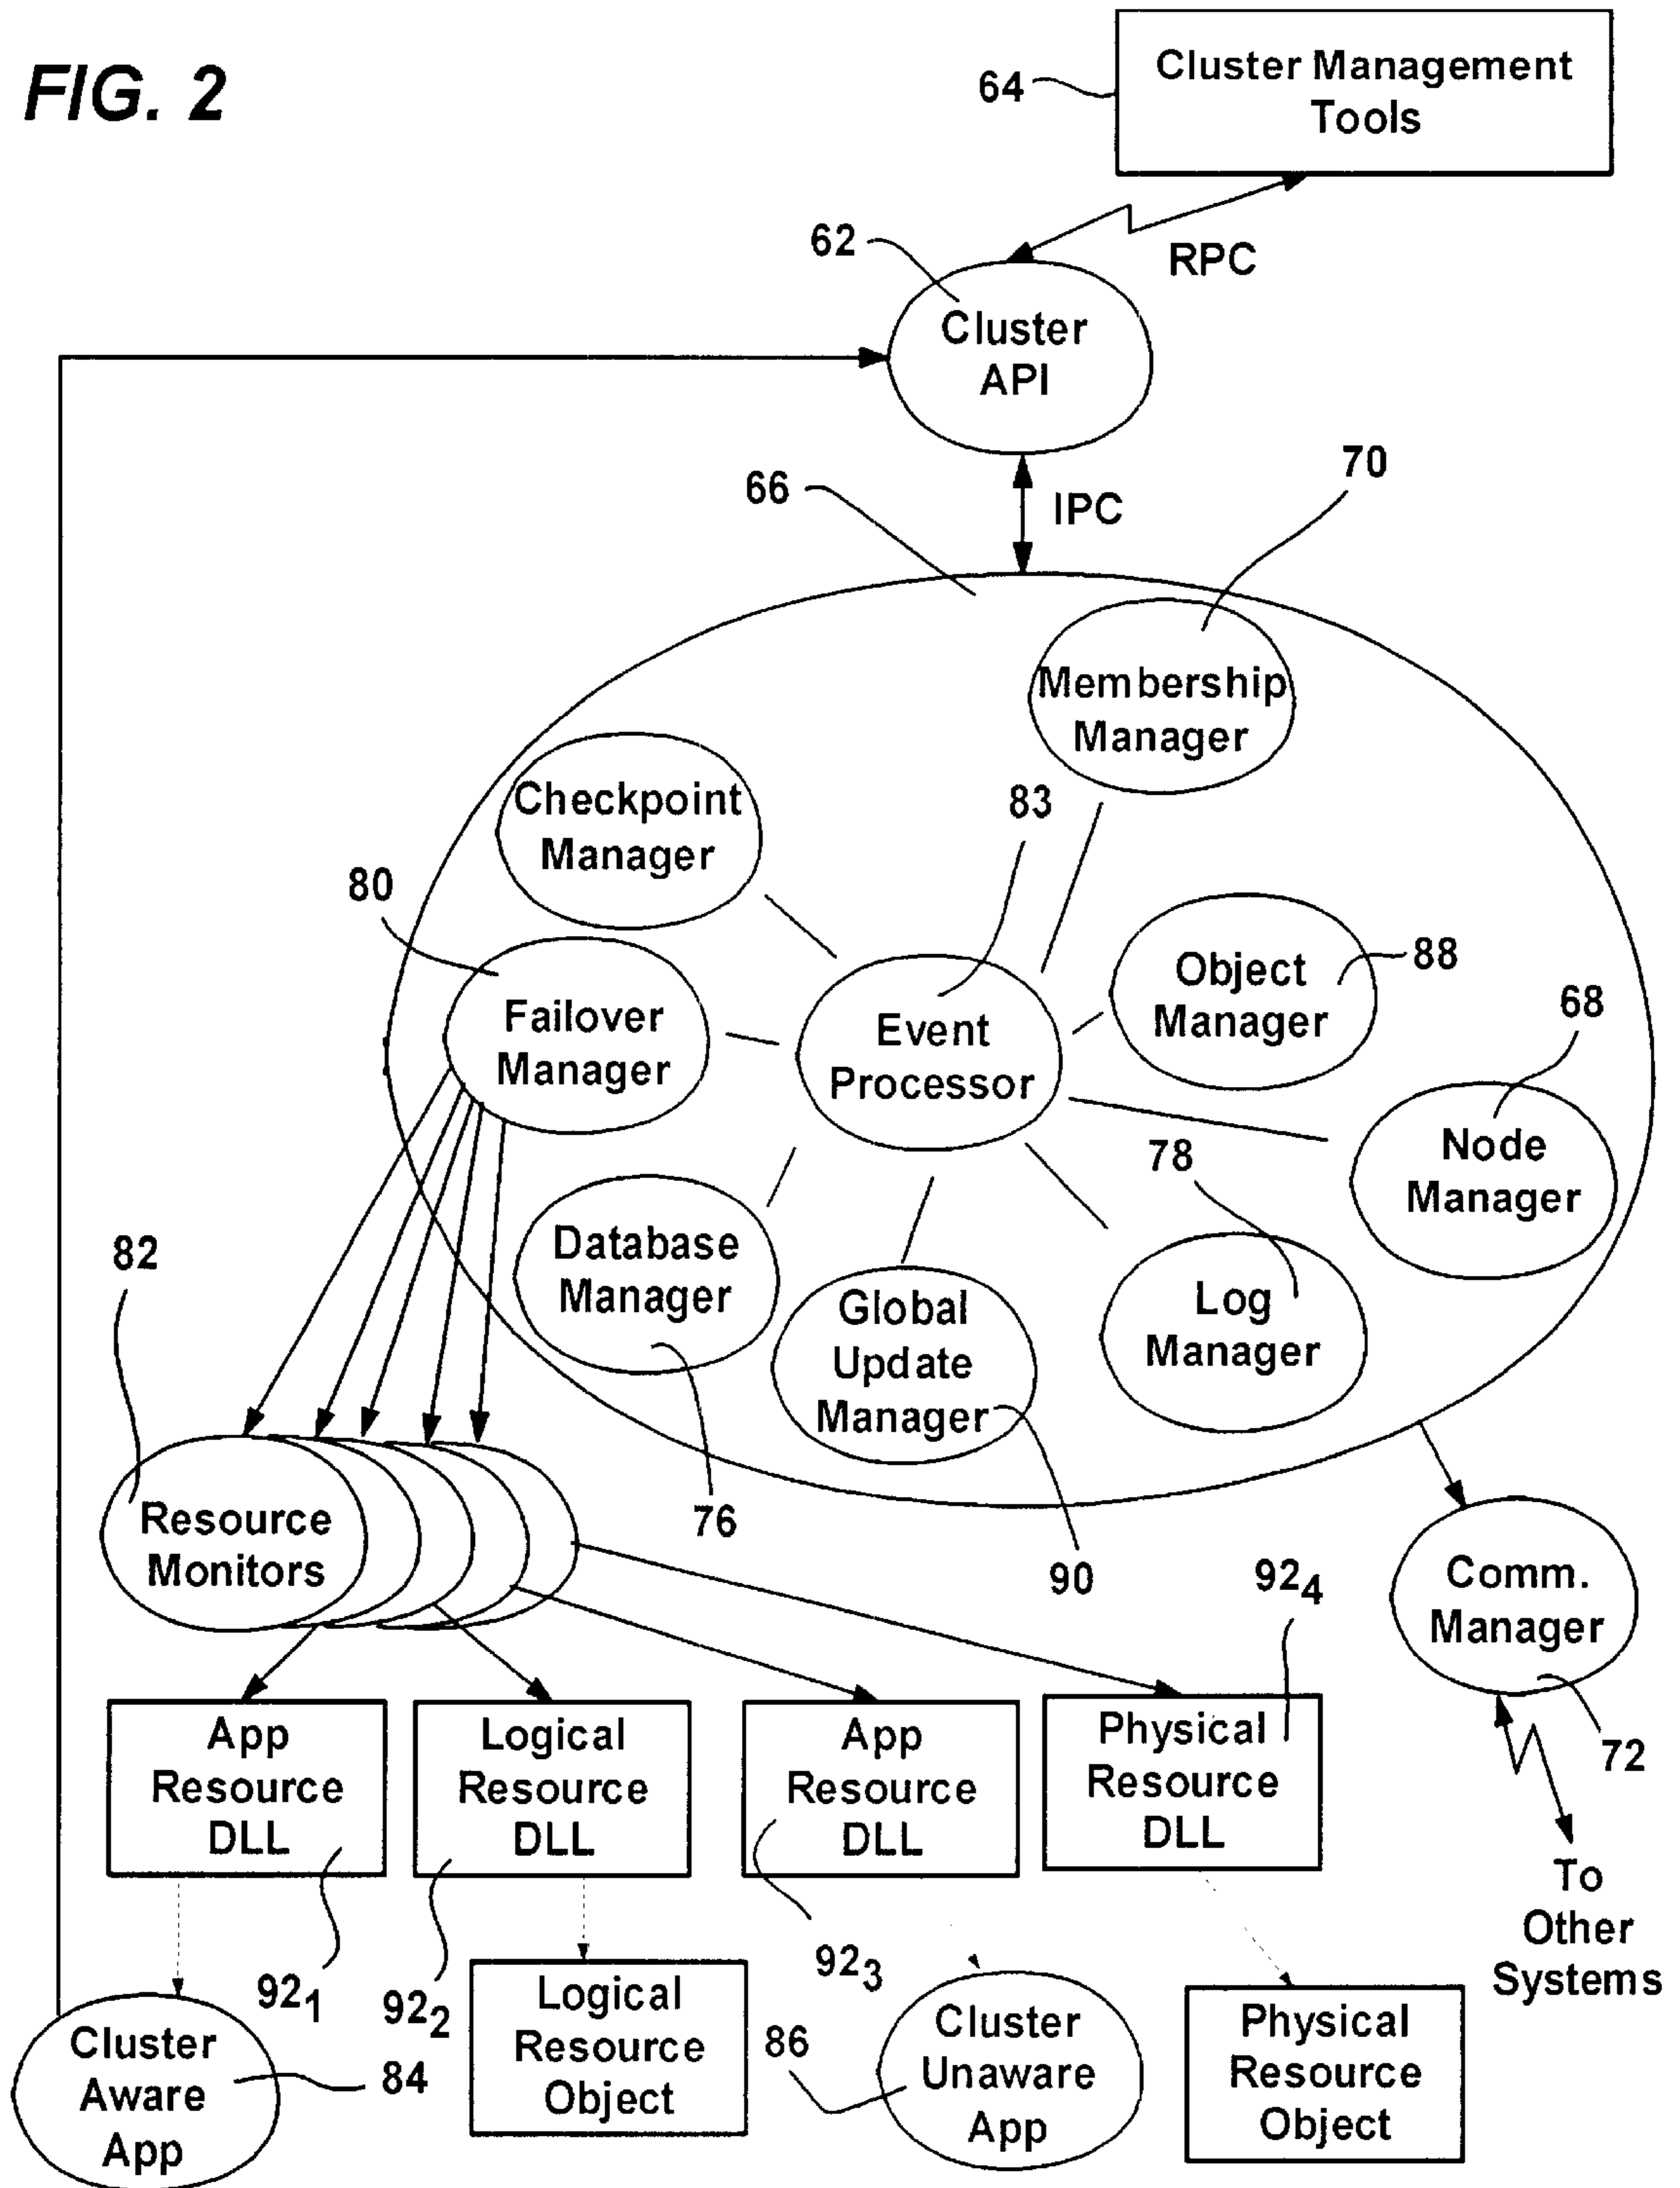 FIG. 2
64
Cluster Management
Tools
62
RPC
Cluster
API
66
IPC
70
Membership
Manager
83
Checkpoint
Manager
80
Object
Manager
88
68
Failover
Manager
Event
Processor
Node
Manager
78
82
Database
Manager
Global
Update
Manager
Log
Manager
Resource
Monitors
76
90
92₄
Comm.
Manager
72
App
Resource
DLL
Logical
Resource
DLL
App
Resource
DLL
Physical
Resource
DLL
To
Other
Systems
92₁
92₂
92₃
Cluster
Aware
App
84
Logical
Resource
Object
86
Cluster
Unaware
App
Physical
Resource
Object